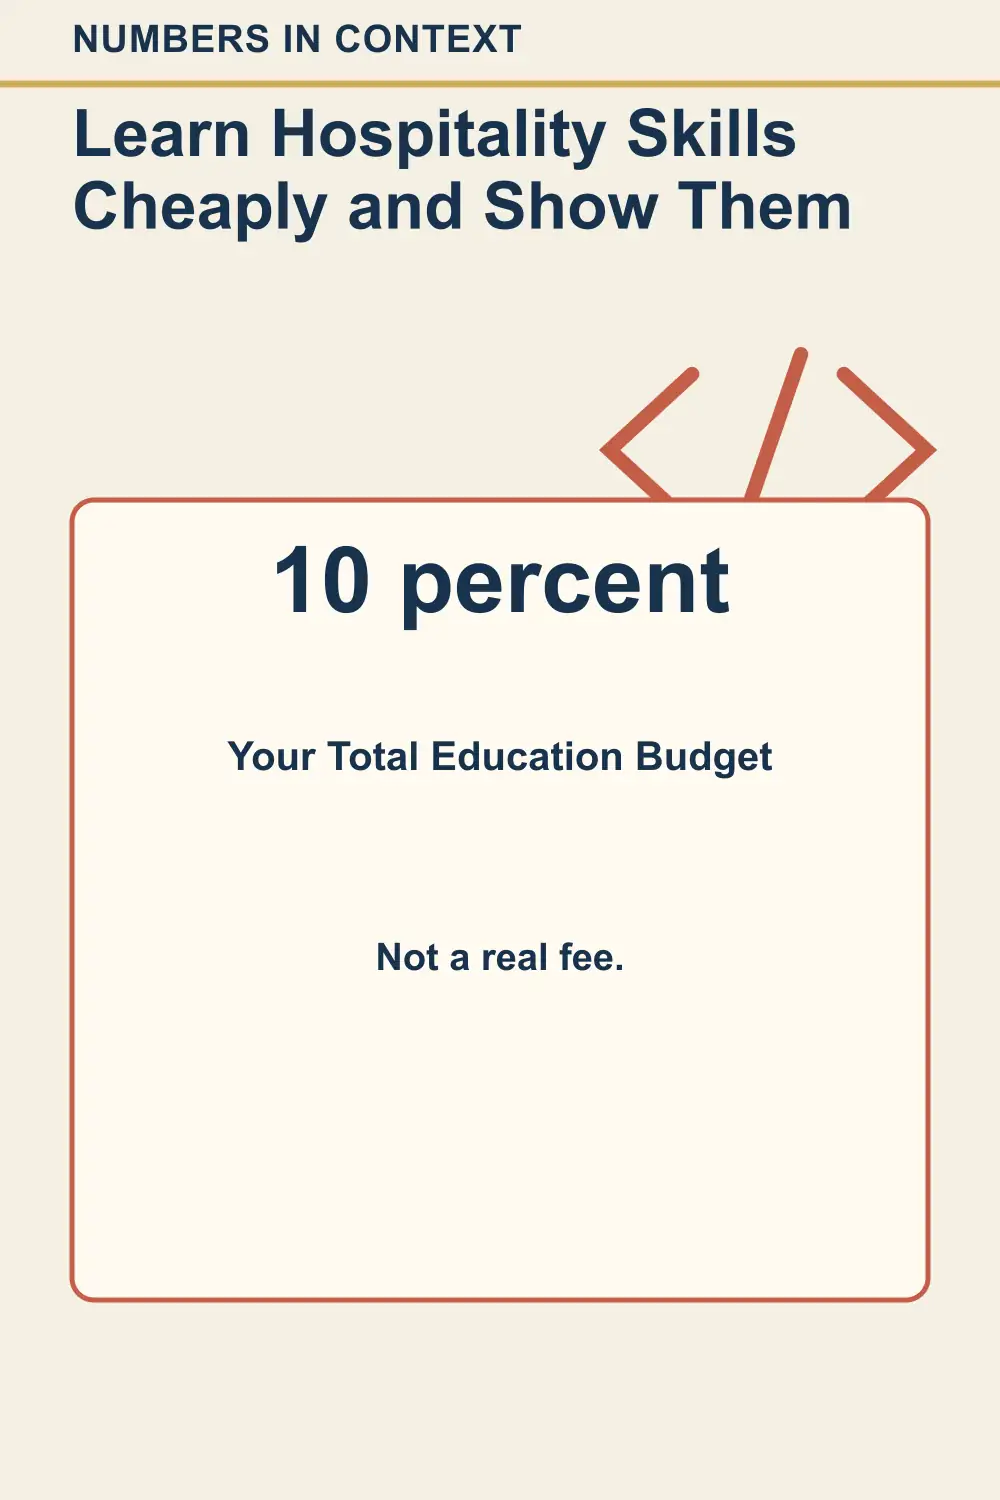 NUMBERS IN CONTEXT
Learn Hospitality Skills
Cheaply and Show Them
10 percent
Your Total Education Budget
Not a real fee.